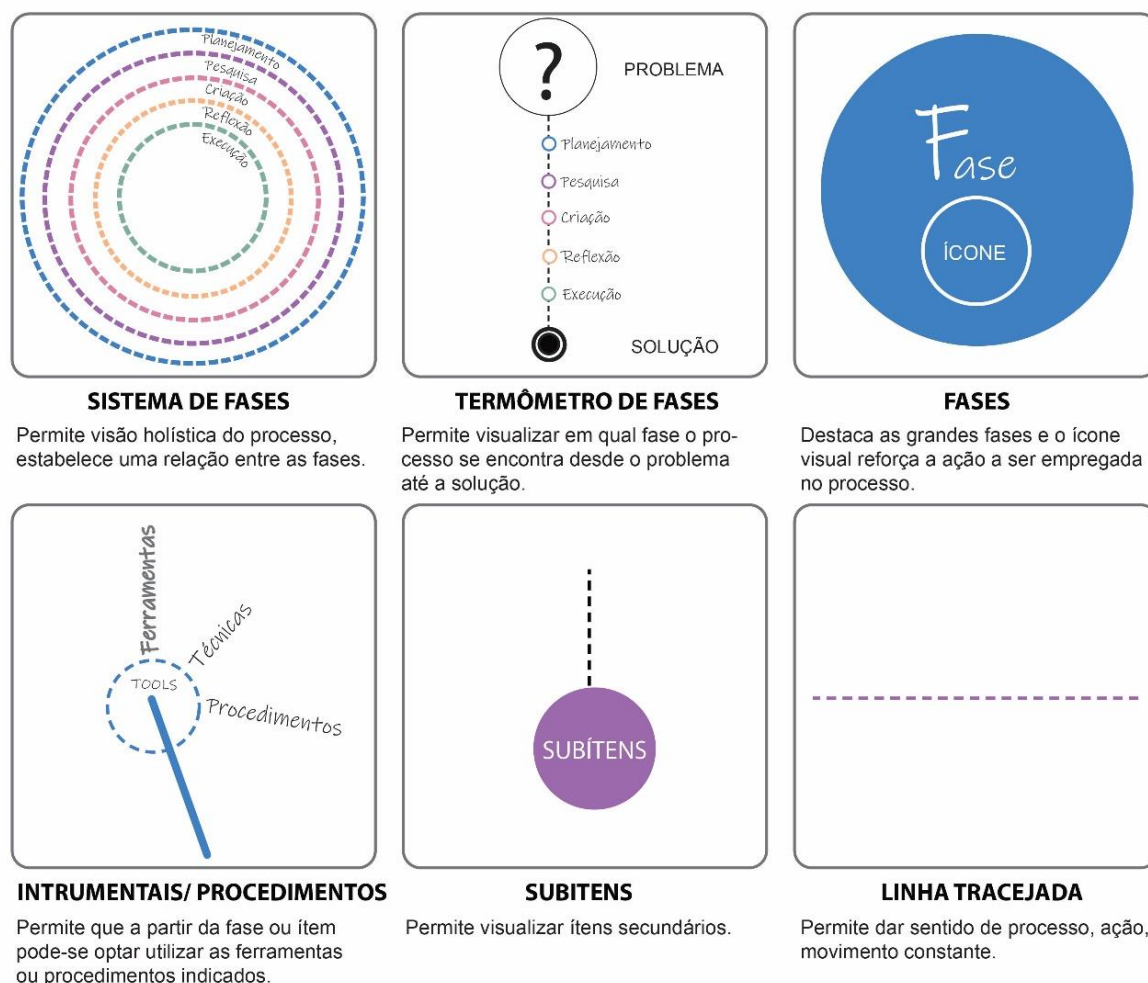 Planejamento
Pesquisa
Criação
Reflexão
Execução
SISTEMA DE FASES
Permite visão holística do processo,
estabelece uma relação entre as fases.
?
PROBLEMA
Planejamento
Pesquisa
Criação
Reflexão
Execução
SOLUÇÃO
TERMÔMETRO DE FASES
Permite visualizar em qual fase o pro-
cesso se encontra desde o problema
até a solução.
Fase
ÍCONE
FASES
Destaca as grandes fases e o ícone
visual reforça a ação a ser empregada
no processo.
Ferramentas
Técnicas
TOOLS
Procedimentos
INTRUMENTAIS/ PROCEDIMENTOS
Permite que a partir da fase ou ítem
pode-se optar utilizar as ferramentas
ou procedimentos indicados.
SUBÍTENS
SUBITENS
Permite visualizar ítens secundários.
LINHA TRACEJADA
Permite dar sentido de processo, ação,
movimento constante.